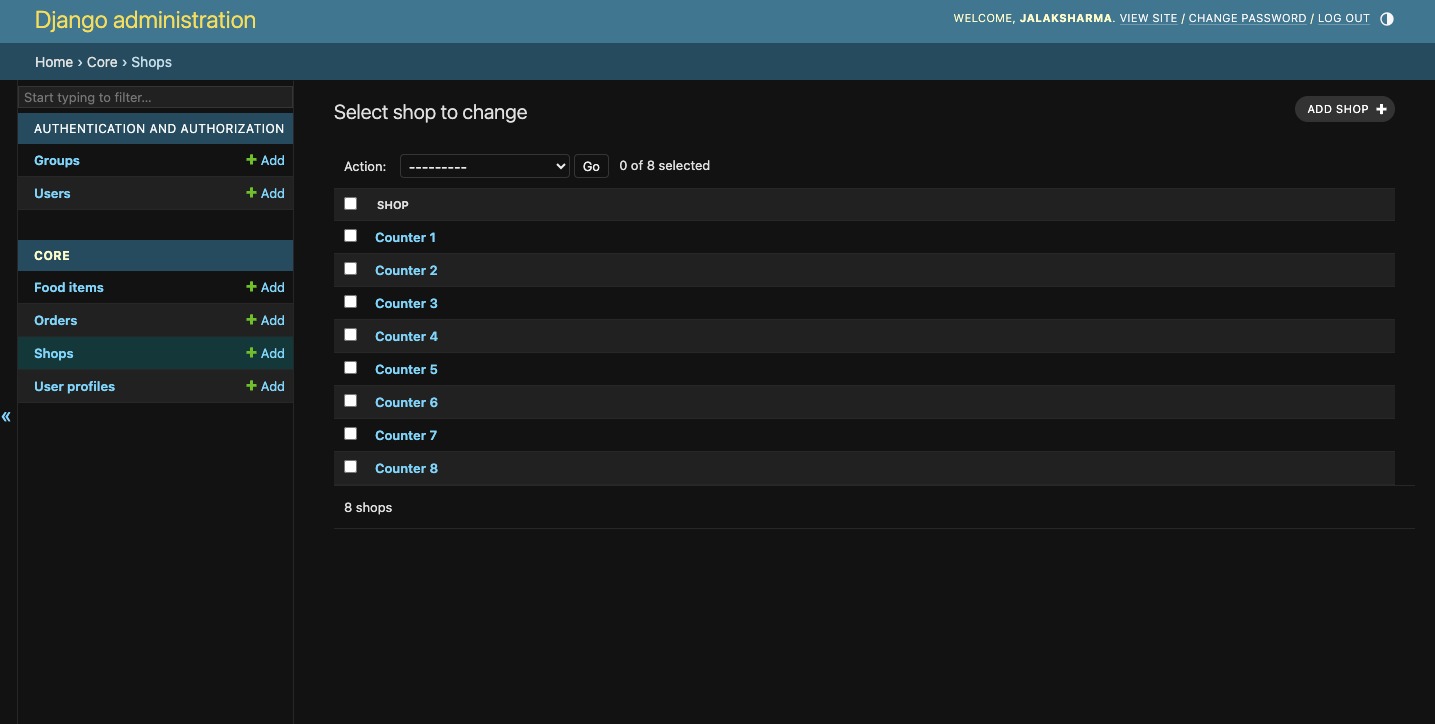 Django administration
WELCOME, JALAKSHARMA. VIEW SITE / CHANGE PASSWORD / LOG OUT
Home › Core › Shops
Start typing to filter...
AUTHENTICATION AND AUTHORIZATION
Groups + Add
Users + Add
CORE
Food items + Add
Orders + Add
Shops + Add
User profiles + Add
«
Select shop to change
ADD SHOP +
Action: --------- Go 0 of 8 selected
SHOP
Counter 1
Counter 2
Counter 3
Counter 4
Counter 5
Counter 6
Counter 7
Counter 8
8 shops